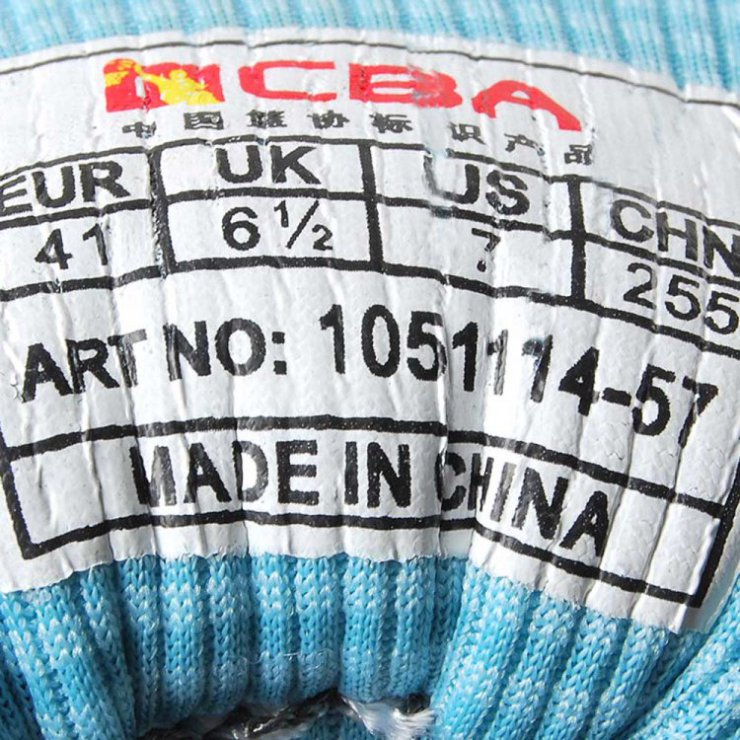 CBA
中国篮协标识产品
EUR UK US CHN
41 6½ 7 255
ART NO: 1051114-57
MADE IN CHINA